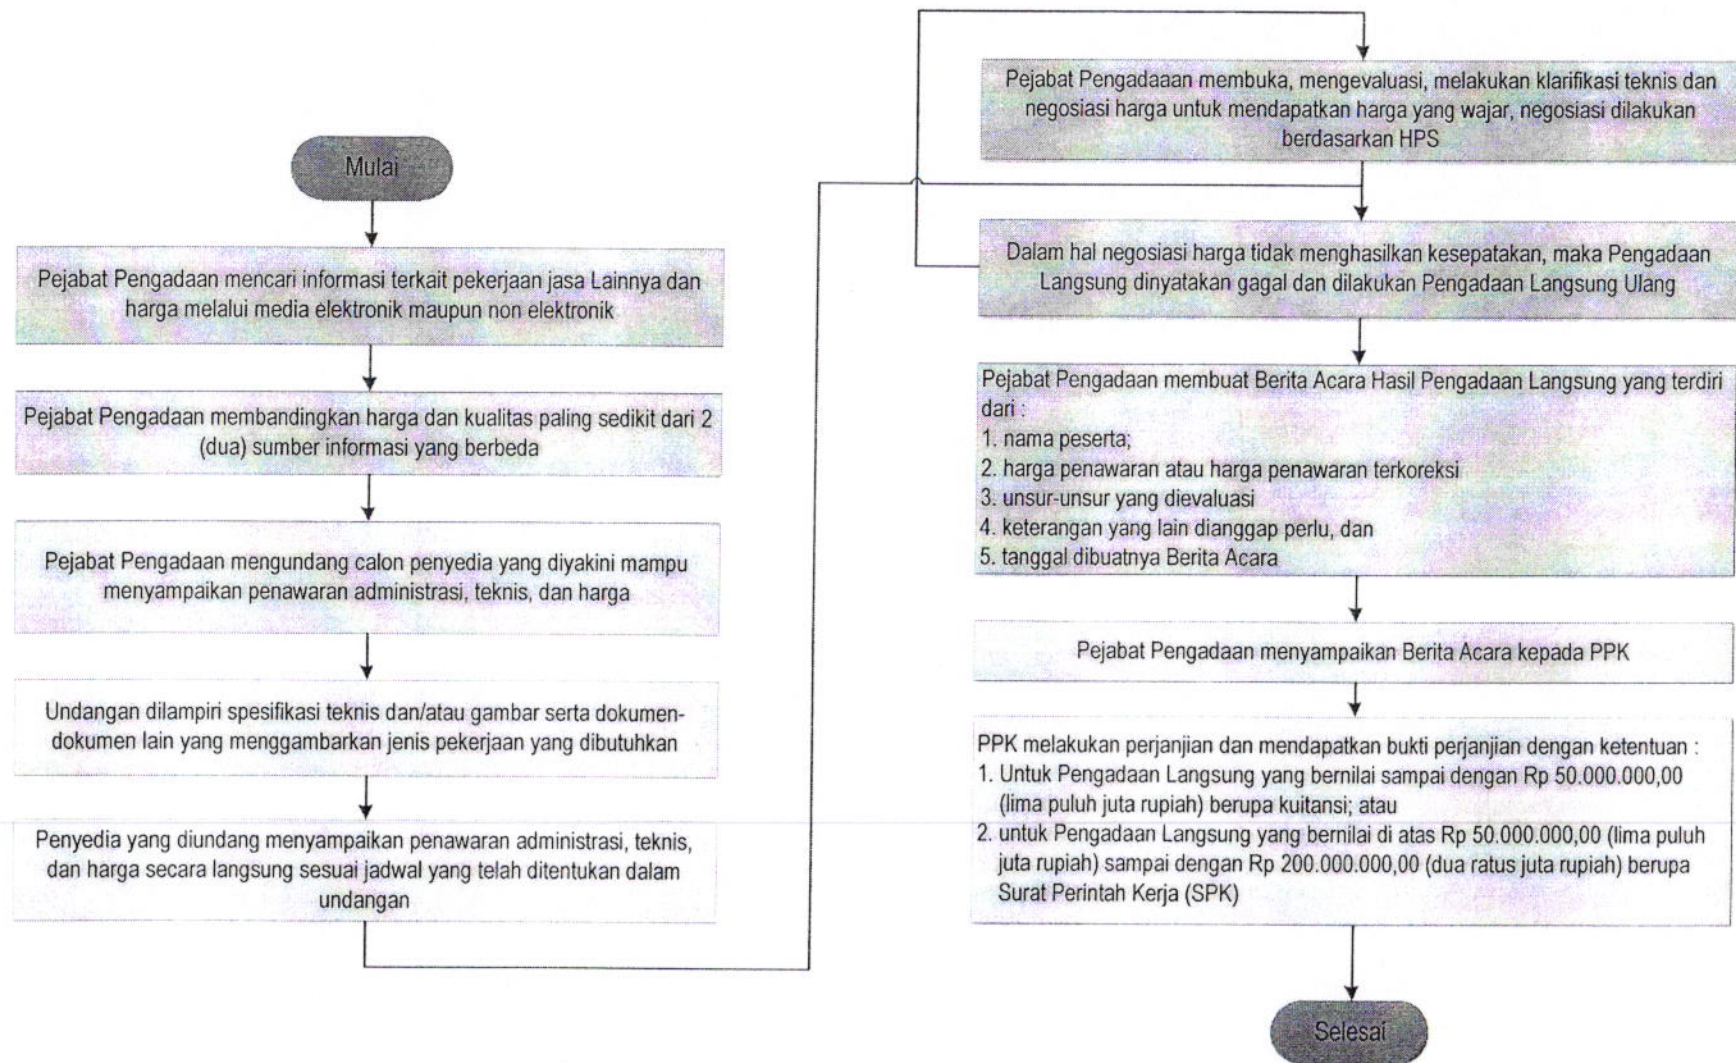 Mulai
Pejabat Pengadaan mencari informasi terkait pekerjaan jasa Lainnya dan
harga melalui media elektronik maupun non elektronik
Pejabat Pengadaan membandingkan harga dan kualitas paling sedikit dari 2
(dua) sumber informasi yang berbeda
Pejabat Pengadaan mengundang calon penyedia yang diyakini mampu
menyampaikan penawaran administrasi, teknis, dan harga
Undangan dilampiri spesifikasi teknis dan/atau gambar serta dokumen-
dokumen lain yang menggambarkan jenis pekerjaan yang dibutuhkan
Penyedia yang diundang menyampaikan penawaran administrasi, teknis,
dan harga secara langsung sesuai jadwal yang telah ditentukan dalam
undangan
Pejabat Pengadaaan membuka, mengevaluasi, melakukan klarifikasi teknis dan
negosiasi harga untuk mendapatkan harga yang wajar, negosiasi dilakukan
berdasarkan HPS
Dalam hal negosiasi harga tidak menghasilkan kesepatakan, maka Pengadaan
Langsung dinyatakan gagal dan dilakukan Pengadaan Langsung Ulang
Pejabat Pengadaan membuat Berita Acara Hasil Pengadaan Langsung yang terdiri
dari :
1. nama peserta;
2. harga penawaran atau harga penawaran terkoreksi
3. unsur-unsur yang dievaluasi
4. keterangan yang lain dianggap perlu, dan
5. tanggal dibuatnya Berita Acara
Pejabat Pengadaan menyampaikan Berita Acara kepada PPK
PPK melakukan perjanjian dan mendapatkan bukti perjanjian dengan ketentuan :
1. Untuk Pengadaan Langsung yang bernilai sampai dengan Rp 50.000.000,00
(lima puluh juta rupiah) berupa kuitansi; atau
2. untuk Pengadaan Langsung yang bernilai di atas Rp 50.000.000,00 (lima puluh
juta rupiah) sampai dengan Rp 200.000.000,00 (dua ratus juta rupiah) berupa
Surat Perintah Kerja (SPK)
Selesai